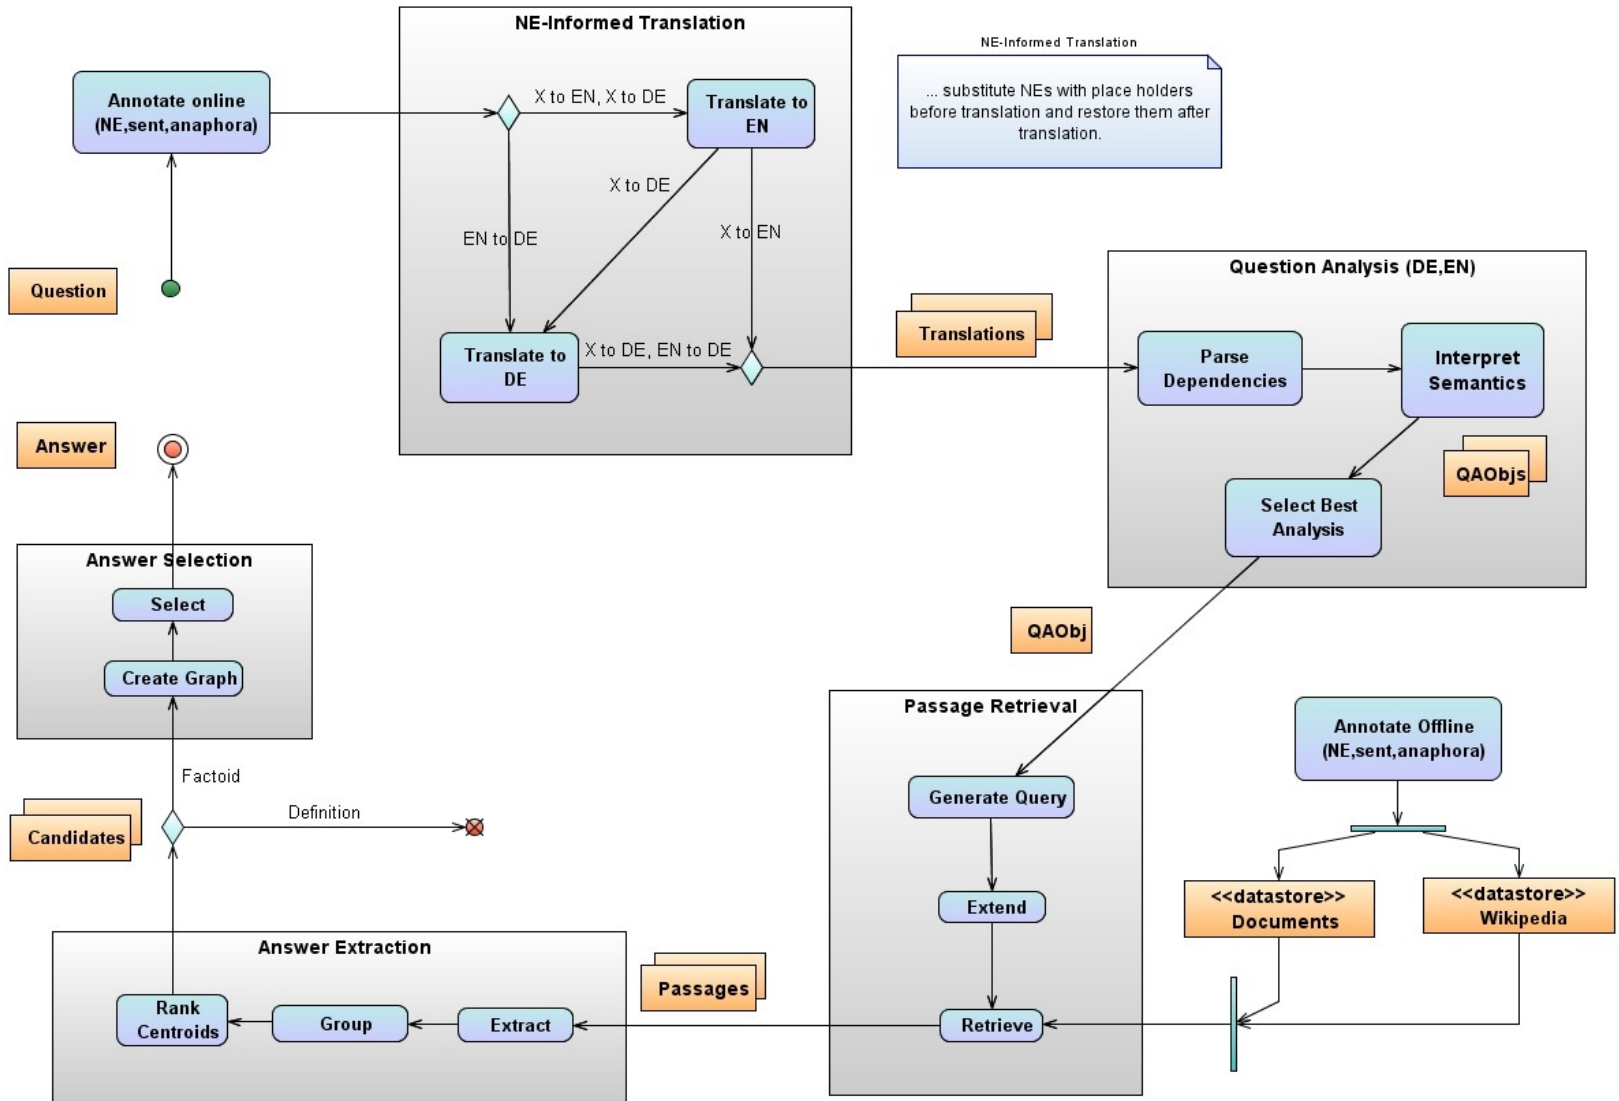 NE-Informed Translation
NE-Informed Translation
... substitute NEs with place holders
before translation and restore them after
translation.
Annotate online
(NE,sent,anaphora)
X to EN, X to DE
Translate to
EN
X to DE
EN to DE
X to EN
Question
Translate to
DE
X to DE, EN to DE
Translations
Question Analysis (DE,EN)
Parse
Dependencies
Interpret
Semantics
QAObjs
Select Best
Analysis
Answer
Answer Selection
Select
Create Graph
QAObj
Passage Retrieval
Generate Query
Extend
Retrieve
Annotate Offline
(NE,sent,anaphora)
<<datastore>>
Documents
<<datastore>>
Wikipedia
Factoid
Definition
Candidates
Answer Extraction
Rank
Centroids
Group
Extract
Passages